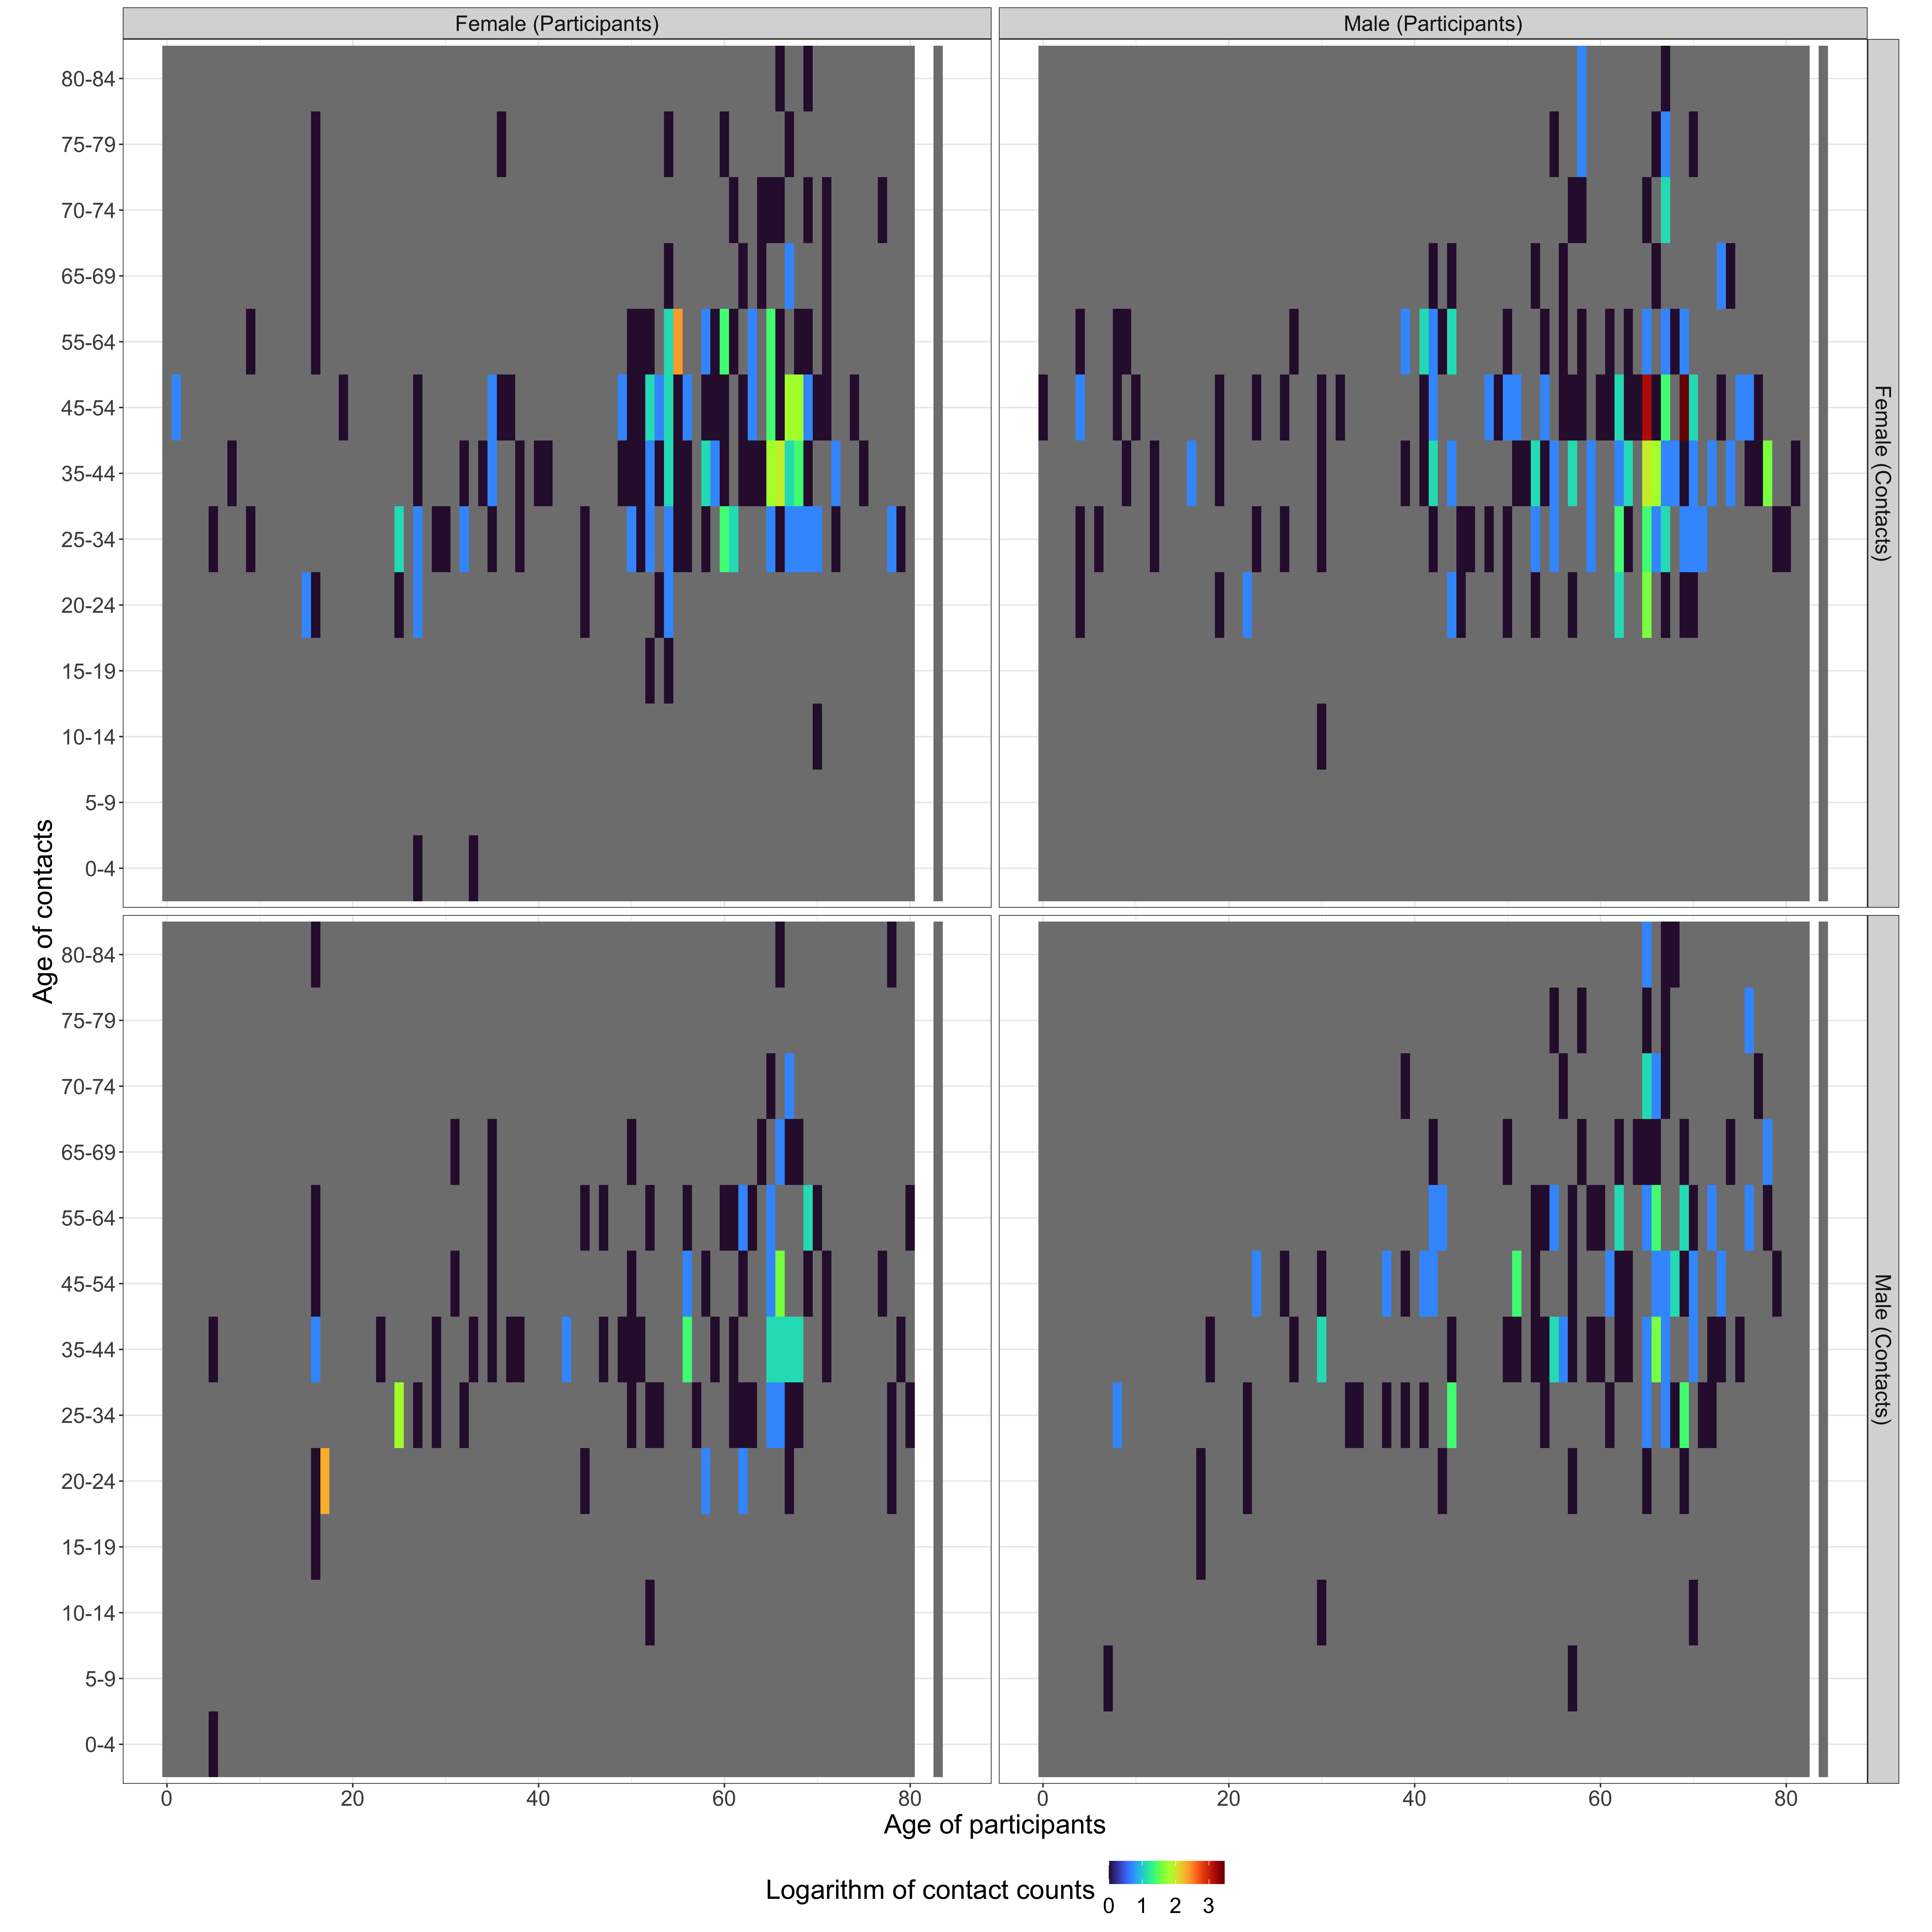 Female (Participants)
Male (Participants)
Age of contacts
80-84
75-79
70-74
65-69
55-64
45-54
35-44
25-34
20-24
15-19
10-14
5-9
0-4
Female (Contacts)
80-84
75-79
70-74
65-69
55-64
45-54
35-44
25-34
20-24
15-19
10-14
5-9
0-4
Male (Contacts)
0 20 40 60 80
0 20 40 60 80
Age of participants
Logarithm of contact counts
0 1 2 3